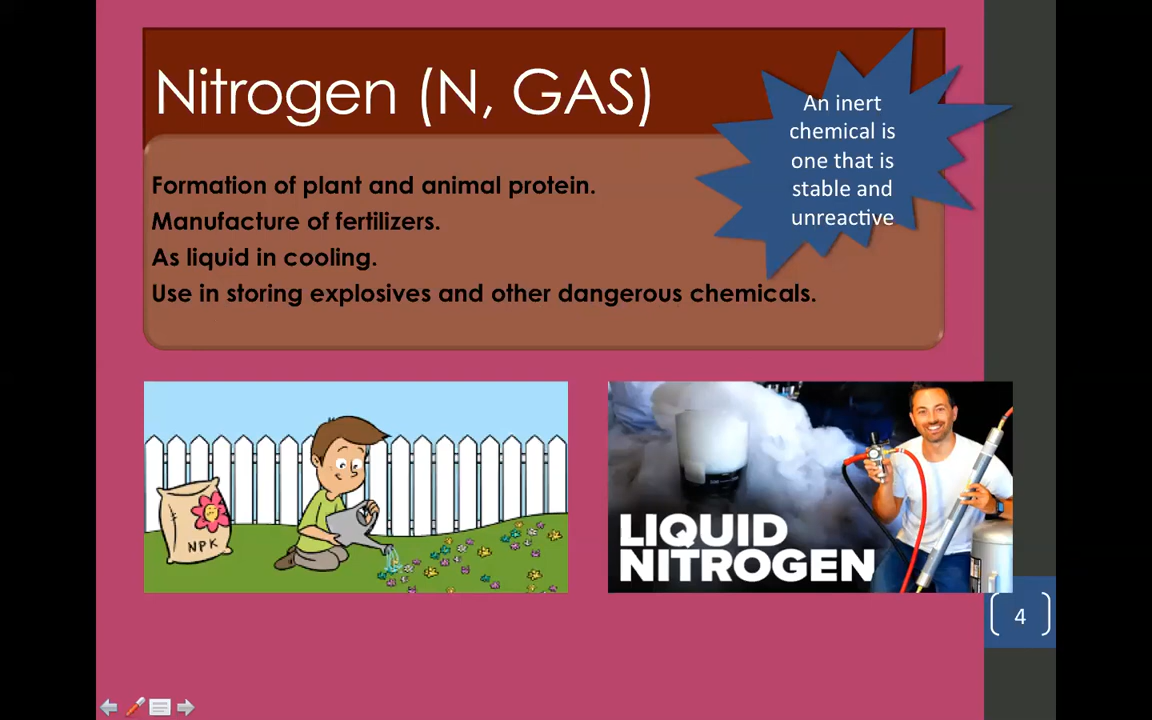 Nitrogen (N, GAS)
An inert
chemical is
one that is
stable and
unreactive
Formation of plant and animal protein.
Manufacture of fertilizers.
As liquid in cooling.
Use in storing explosives and other dangerous chemicals.
NPK
LIQUID
NITROGEN
4